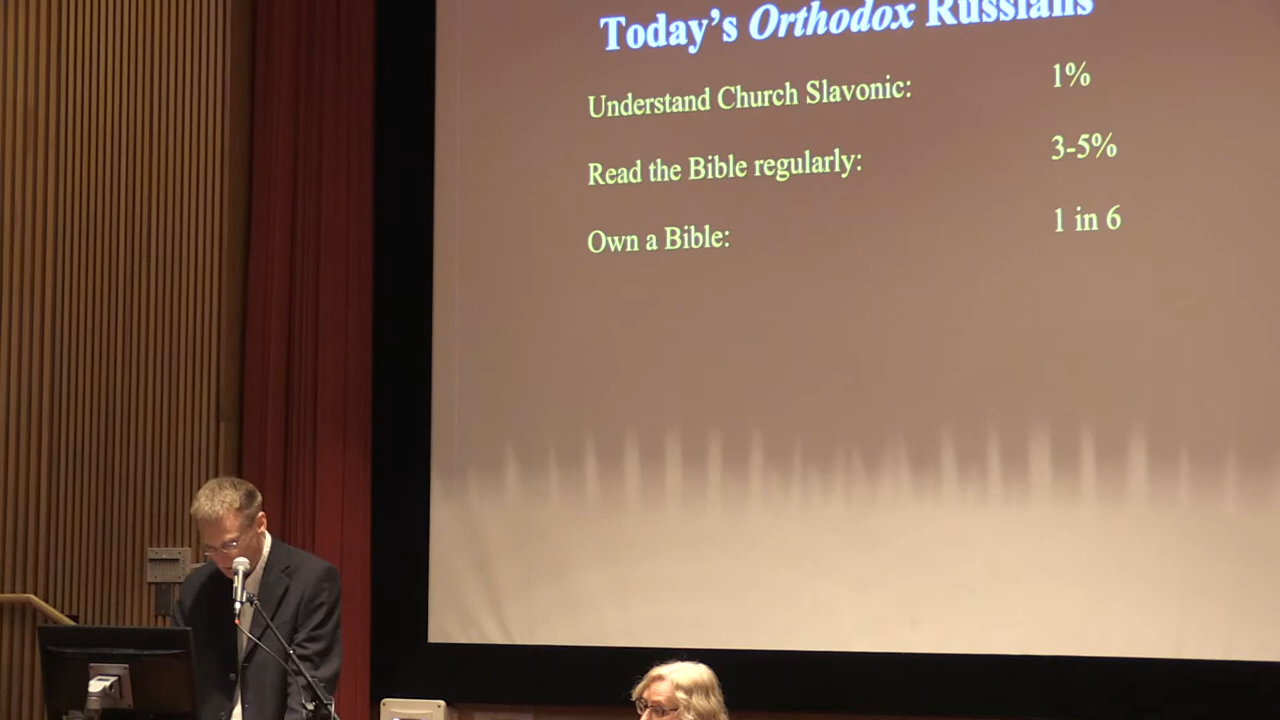 Today's Orthodox Russians
Understand Church Slavonic: 1%
Read the Bible regularly: 3-5%
Own a Bible: 1 in 6